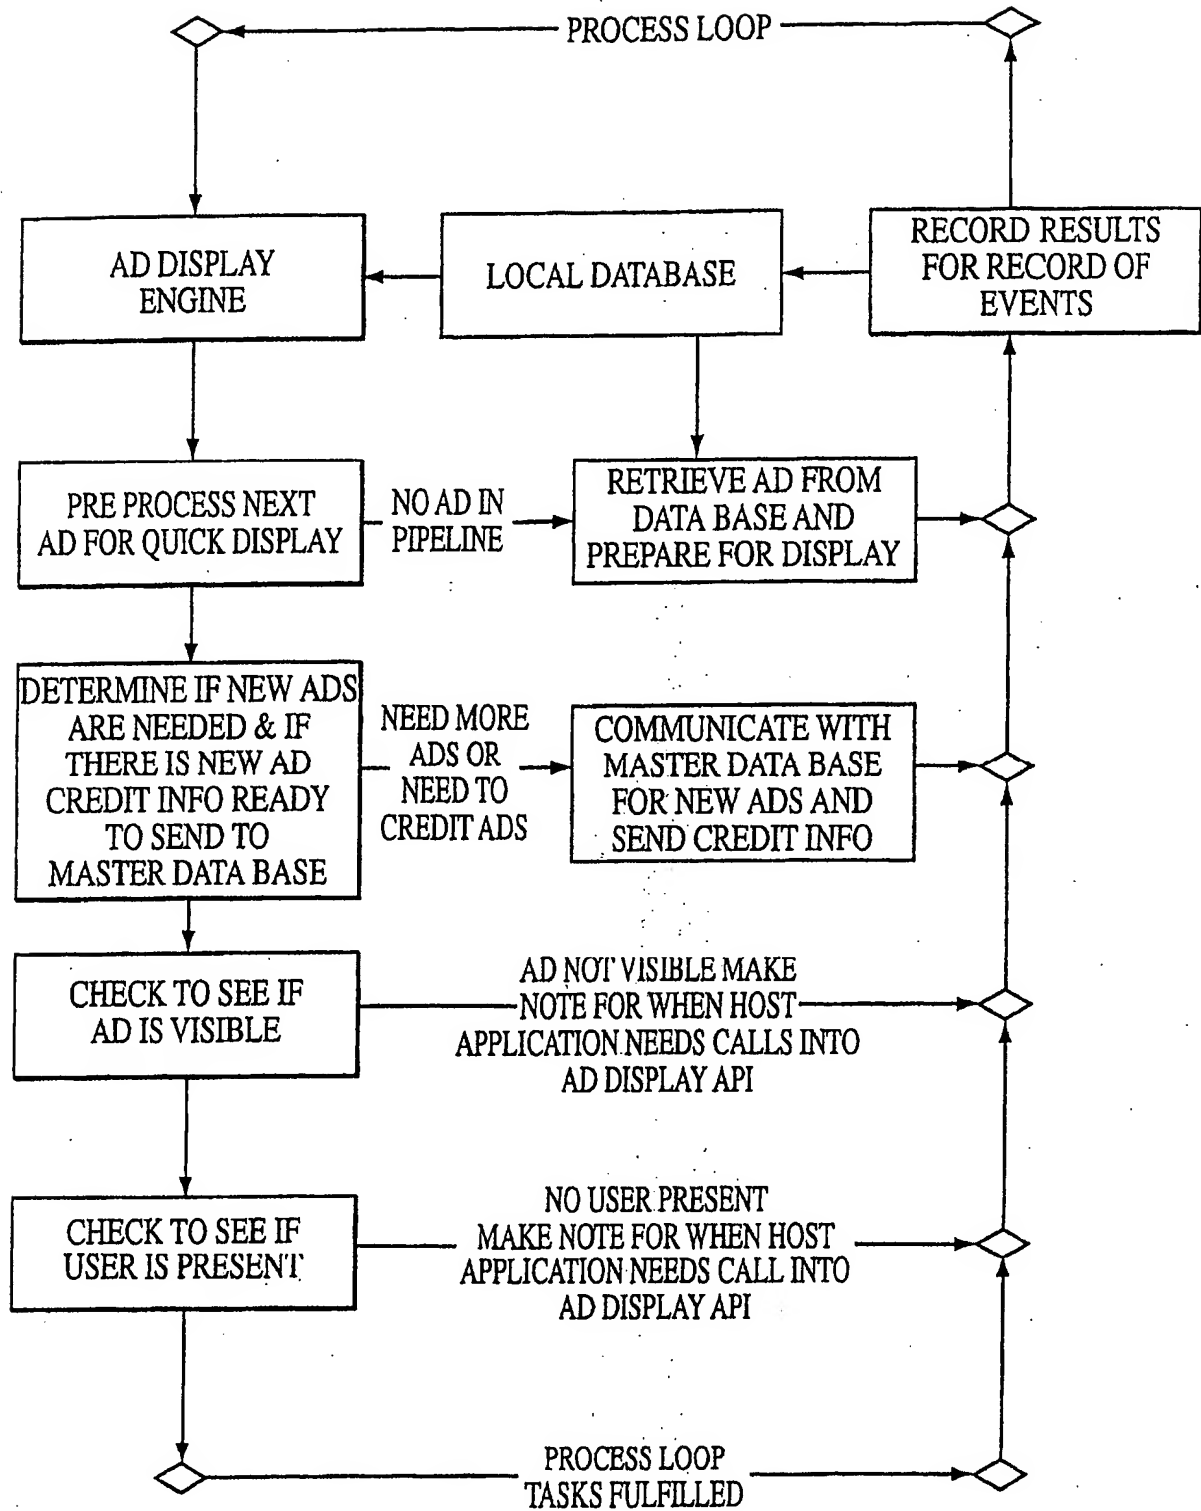 PROCESS LOOP
AD DISPLAY
ENGINE
LOCAL DATABASE
RECORD RESULTS
FOR RECORD OF
EVENTS
PRE PROCESS NEXT
AD FOR QUICK DISPLAY
NO AD IN
PIPELINE
RETRIEVE AD FROM
DATA BASE AND
PREPARE FOR DISPLAY
DETERMINE IF NEW ADS
ARE NEEDED & IF
THERE IS NEW AD
CREDIT INFO READY
TO SEND TO
MASTER DATA BASE
NEED MORE
ADS OR
NEED TO
CREDIT ADS
COMMUNICATE WITH
MASTER DATA BASE
FOR NEW ADS AND
SEND CREDIT INFO
CHECK TO SEE IF
AD IS VISIBLE
AD NOT VISIBLE MAKE
NOTE FOR WHEN HOST
APPLICATION NEEDS CALLS INTO
AD DISPLAY API
CHECK TO SEE IF
USER IS PRESENT
NO USER PRESENT
MAKE NOTE FOR WHEN HOST
APPLICATION NEEDS CALL INTO
AD DISPLAY API
PROCESS LOOP
TASKS FULFILLED